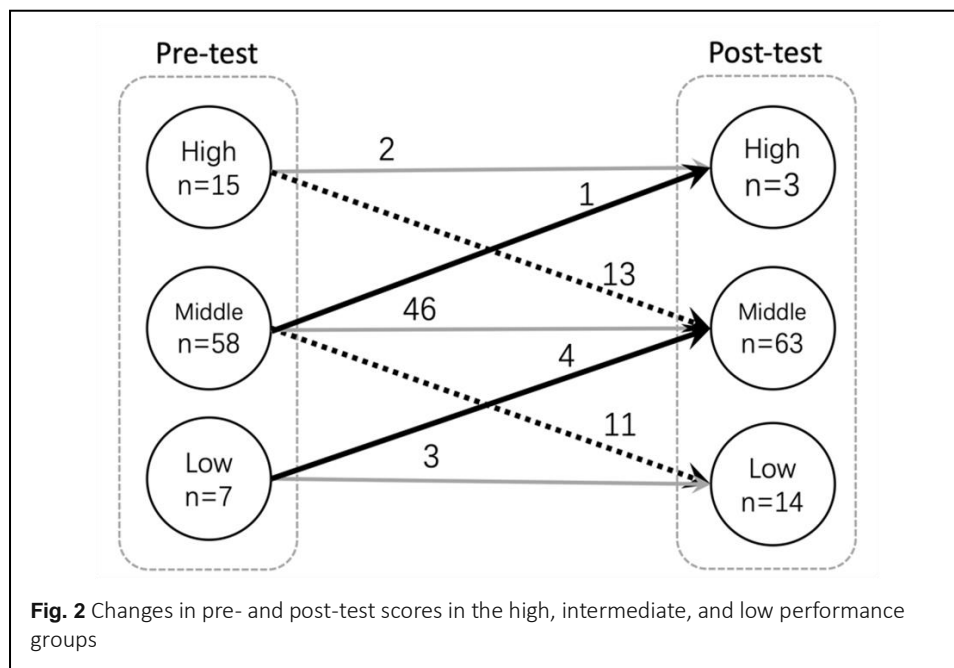 Pre-test
Post-test
High
n=15
2
High
n=3
1
13
Middle
n=58
46
Middle
n=63
4
11
Low
n=7
3
Low
n=14
Fig. 2 Changes in pre- and post-test scores in the high, intermediate, and low performance
groups